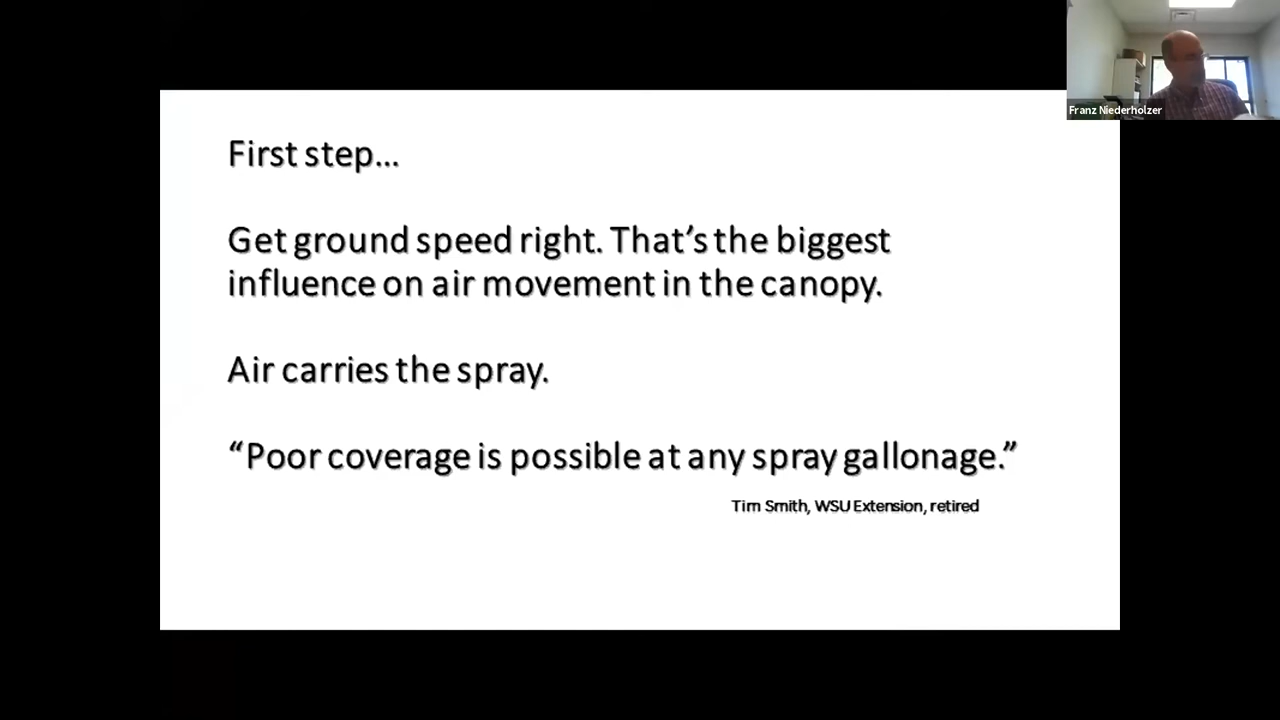 Franz Niederholzer
First step...
Get ground speed right. That's the biggest
influence on air movement in the canopy.
Air carries the spray.
“Poor coverage is possible at any spray gallonage.”
Tim Smith, WSU Extension, retired